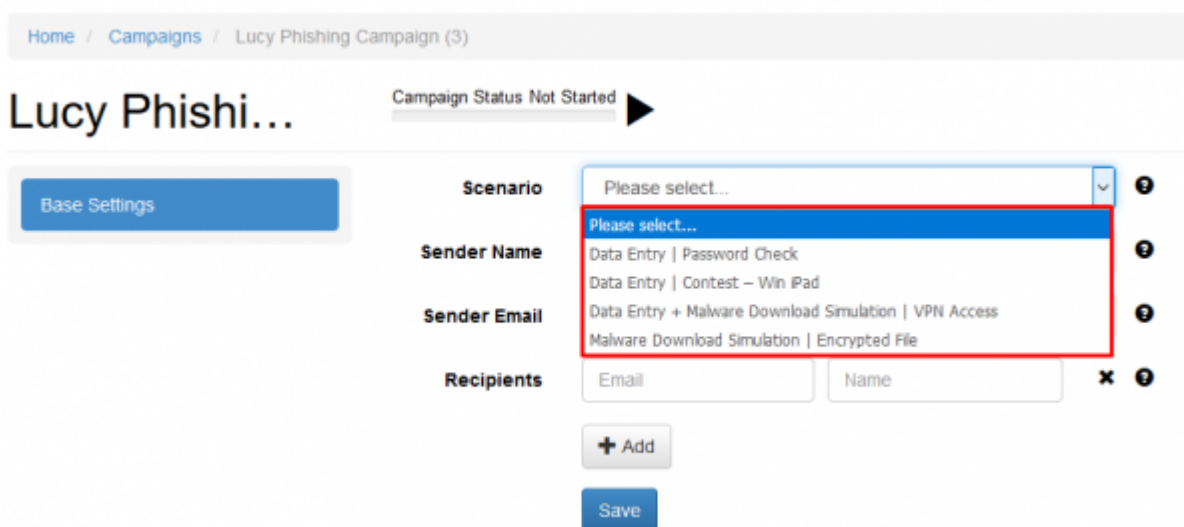 Home / Campaigns / Lucy Phishing Campaign (3)
Lucy Phishi...
Campaign Status Not Started
Base Settings
Scenario
Please select...
Please select...
Data Entry | Password Check
Data Entry | Contest – Win iPad
Data Entry + Malware Download Simulation | VPN Access
Malware Download Simulation | Encrypted File
Sender Name
Sender Email
Recipients
Email
Name
Add
Save